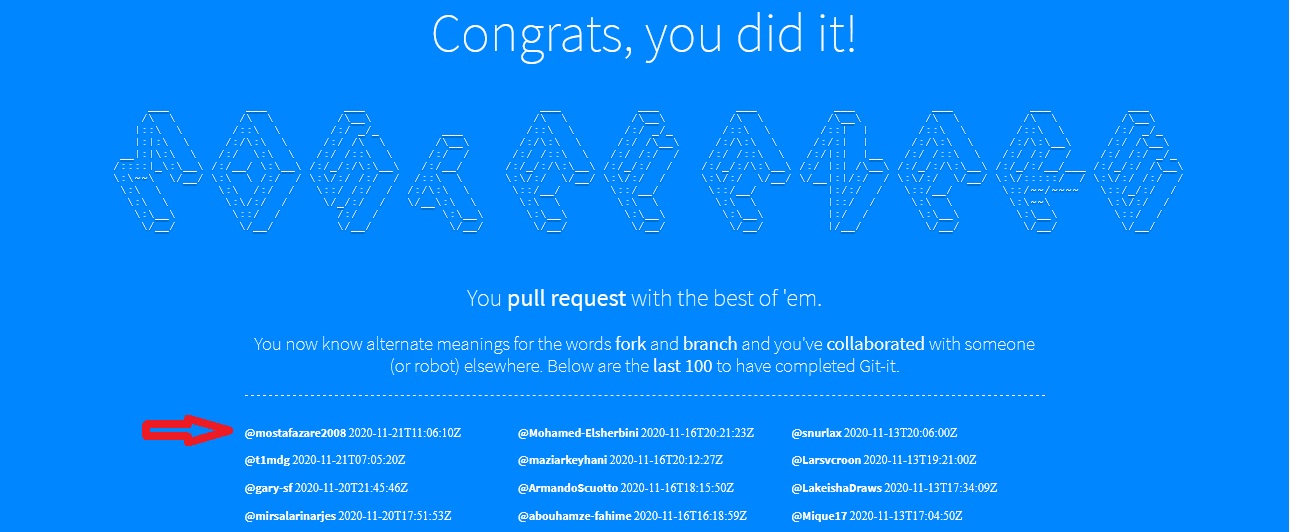 Congrats, you did it!
You pull request with the best of 'em.
You now know alternate meanings for the words fork and branch and you've collaborated with someone
(or robot) elsewhere. Below are the last 100 to have completed Git-it.
@mostafazare2008 2020-11-21T11:06:10Z
@t1mdg 2020-11-21T07:05:20Z
@gary-sf 2020-11-20T21:45:46Z
@mirsalarinarjes 2020-11-20T17:51:53Z
@Mohamed-Elsherbini 2020-11-16T20:21:23Z
@maziarkeyhani 2020-11-16T20:12:27Z
@ArmandoScuotto 2020-11-16T18:15:50Z
@abouhamze-fahime 2020-11-16T16:18:59Z
@snurlax 2020-11-13T20:06:00Z
@Larsvcroon 2020-11-13T19:21:00Z
@LakeishaDraws 2020-11-13T17:34:09Z
@Mique17 2020-11-13T17:04:50Z